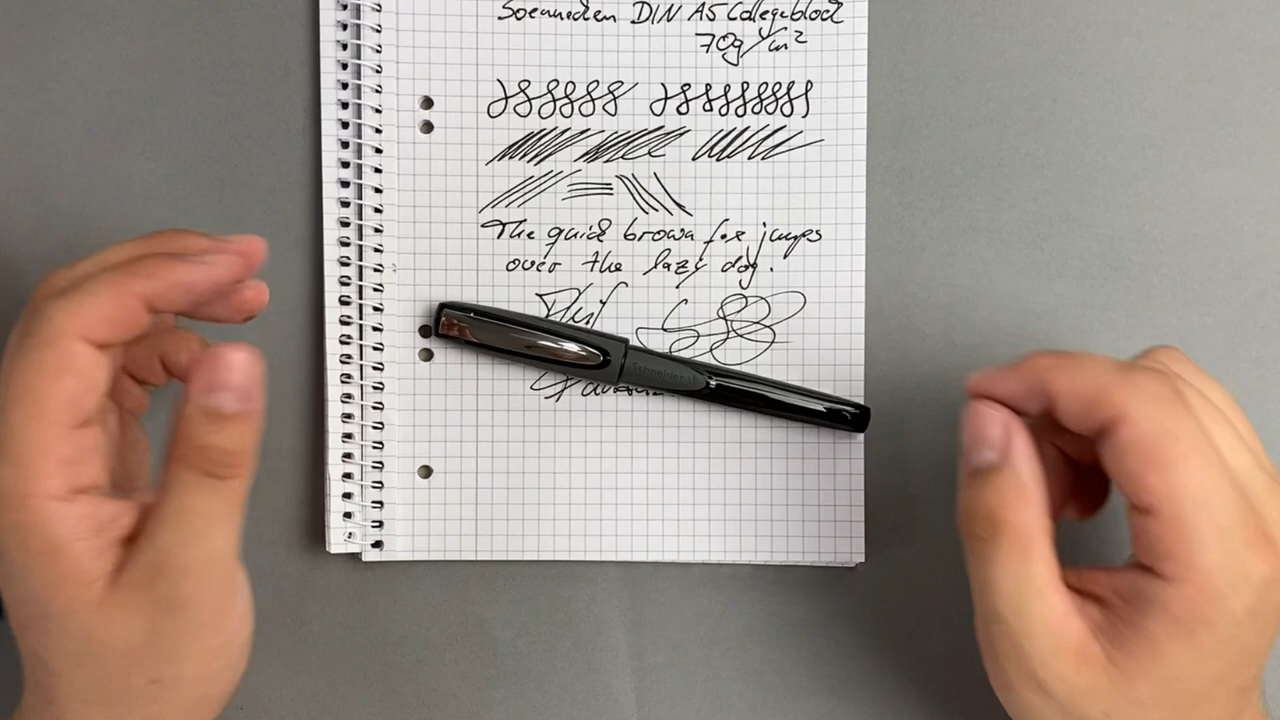 Soennecken DIN A5 Collegeblock
70g/m²
The quick brown fox jumps
over the lazy dog.
Schneider